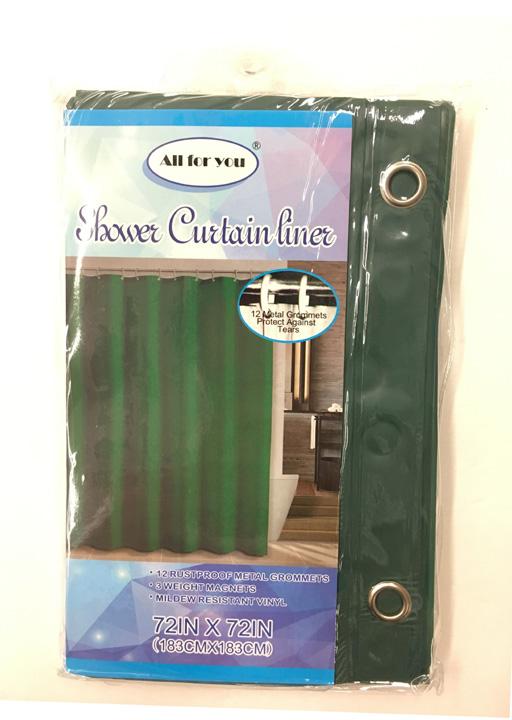 All for you ®
Shower Curtain liner
12 Metal Grommets
Protect Against
Tears
• 12 RUSTPROOF METAL GROMMETS
• 3 WEIGHT MAGNETS
• MILDEW RESISTANT VINYL
72IN X 72IN
(183CMX183CM)